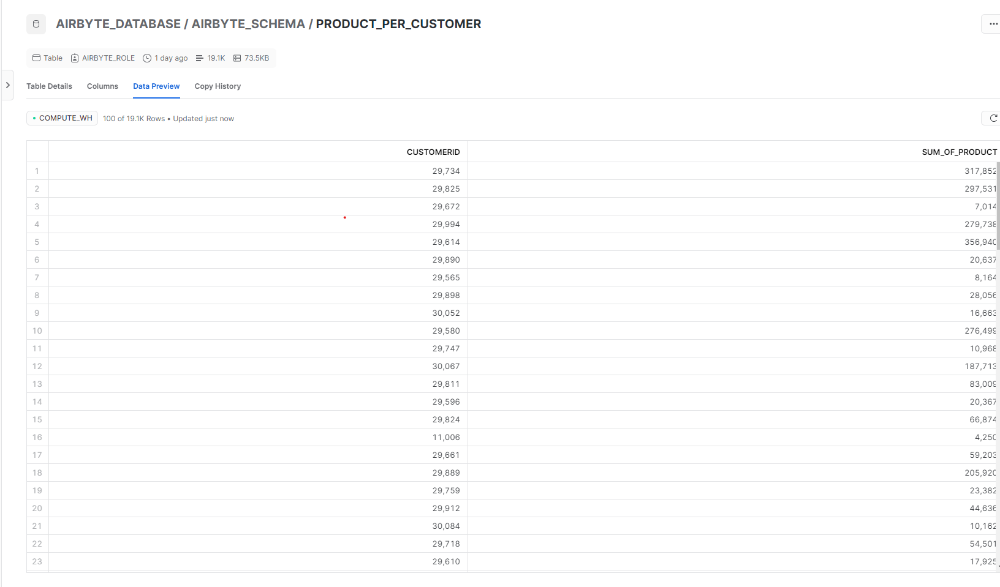 AIRBYTE_DATABASE / AIRBYTE_SCHEMA / PRODUCT_PER_CUSTOMER
Table AIRBYTE_ROLE 1 day ago 19.1K 73.5KB
Table Details Columns Data Preview Copy History
COMPUTE_WH 100 of 19.1K Rows • Updated just now
CUSTOMERID SUM_OF_PRODUCT
1 29,734 317,852
2 29,825 297,531
3 29,672 7,014
4 29,994 279,738
5 29,614 356,940
6 29,890 20,637
7 29,565 8,164
8 29,898 28,056
9 30,052 16,663
10 29,580 276,499
11 29,747 10,968
12 30,067 187,713
13 29,811 83,009
14 29,596 20,367
15 29,824 66,874
16 11,006 4,250
17 29,661 59,203
18 29,889 205,920
19 29,759 23,382
20 29,912 44,636
21 30,084 10,162
22 29,718 54,501
23 29,610 17,925